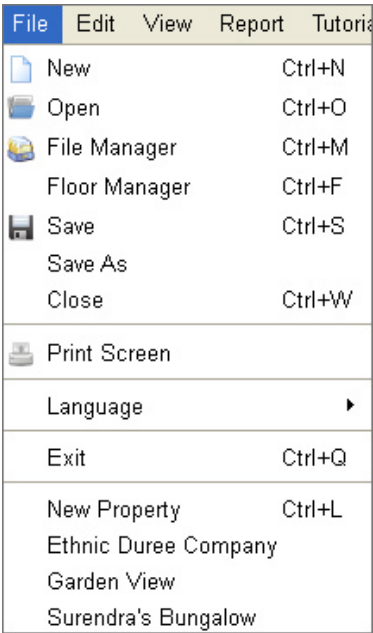 File Edit View Report Tutoria
New Ctrl+N
Open Ctrl+O
File Manager Ctrl+M
Floor Manager Ctrl+F
Save Ctrl+S
Save As
Close Ctrl+W
Print Screen
Language
Exit Ctrl+Q
New Property Ctrl+L
Ethnic Duree Company
Garden View
Surendra's Bungalow